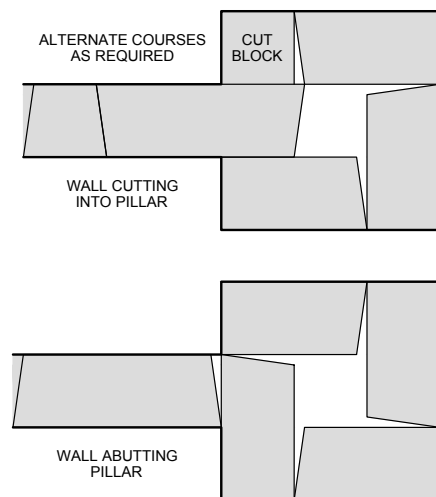 ALTERNATE COURSES
AS REQUIRED
CUT
BLOCK
WALL CUTTING
INTO PILLAR
WALL ABUTTING
PILLAR